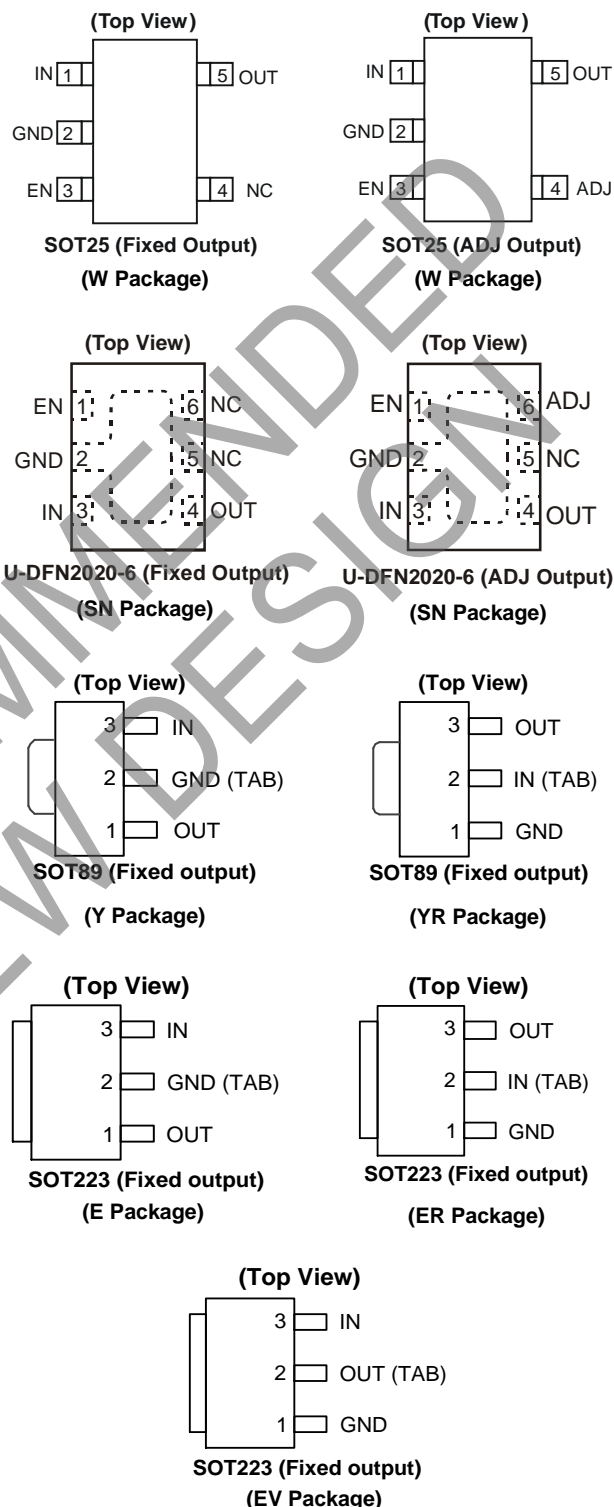 (Top View) (Top View)
IN 1 5 OUT IN 1 5 OUT
GND 2 GND 2
EN 3 4 NC EN 3 4 ADJ
SOT25 (Fixed Output) SOT25 (ADJ Output)
(W Package) (W Package)
(Top View) (Top View)
EN 1 6 NC EN 1 6 ADJ
GND 2 5 NC GND 2 5 NC
IN 3 4 OUT IN 3 4 OUT
U-DFN2020-6 (Fixed Output) U-DFN2020-6 (ADJ Output)
(SN Package) (SN Package)
(Top View) (Top View)
3 IN 3 OUT
2 GND (TAB) 2 IN (TAB)
1 OUT 1 GND
SOT89 (Fixed output) SOT89 (Fixed output)
(Y Package) (YR Package)
(Top View) (Top View)
3 IN 3 OUT
2 GND (TAB) 2 IN (TAB)
1 OUT 1 GND
SOT223 (Fixed output) SOT223 (Fixed output)
(E Package) (ER Package)
(Top View)
3 IN
2 OUT (TAB)
1 GND
SOT223 (Fixed output)
(EV Package)
MMENDED
EW DESIGN